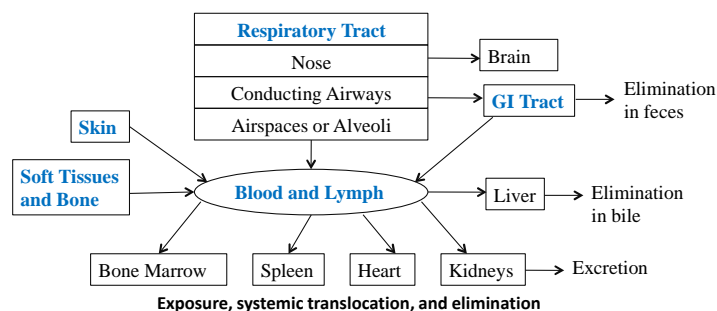 Respiratory Tract
Nose
Brain
Conducting Airways
GI Tract
Elimination
in feces
Airspaces or Alveoli
Skin
Soft Tissues
and Bone
Blood and Lymph
Liver
Elimination
in bile
Bone Marrow
Spleen
Heart
Kidneys
Excretion
Exposure, systemic translocation, and elimination